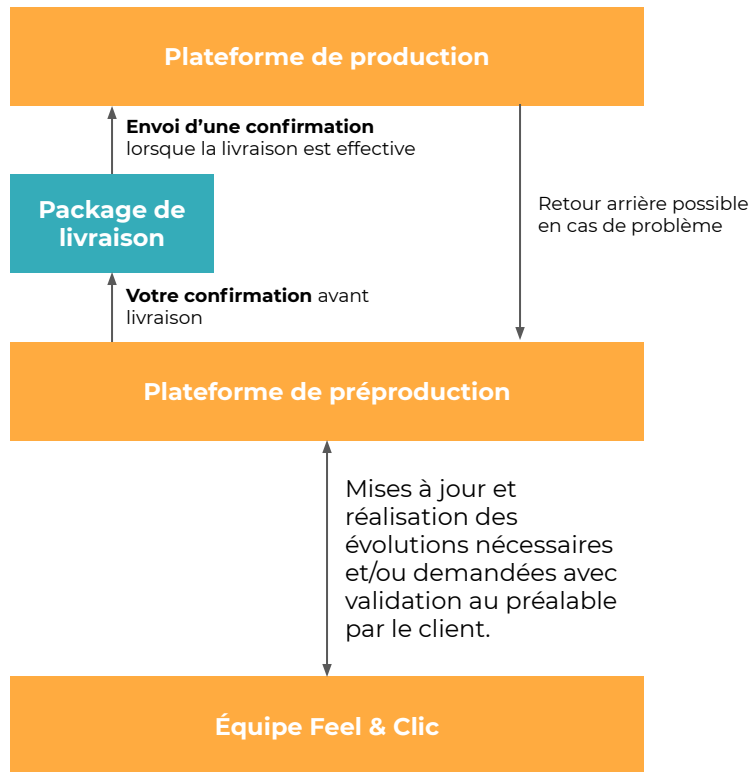 Plateforme de production
Envoi d’une confirmation
lorsque la livraison est effective
Package de
livraison
Retour arrière possible
en cas de problème
Votre confirmation avant
livraison
Plateforme de préproduction
Mises à jour et
réalisation des
évolutions nécessaires
et/ou demandées avec
validation au préalable
par le client.
Équipe Feel & Clic